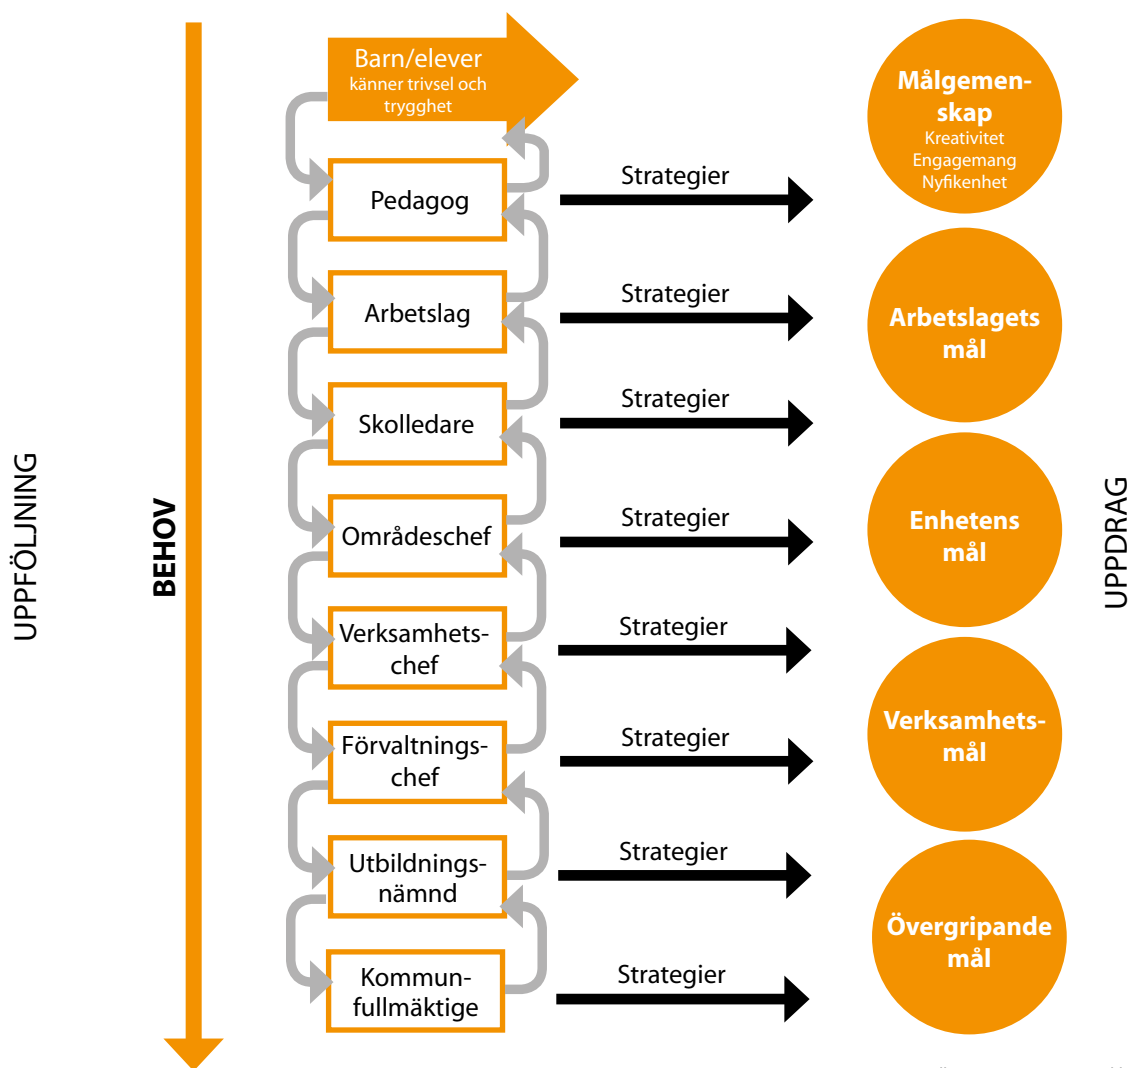 Barn/elever
känner trivsel och
trygghet
Målgemen-
skap
Kreativitet
Engagemang
Nyfikenhet
Pedagog
Strategier
Arbetslag
Strategier
Arbetslagets
mål
Skolledare
Strategier
UPPFÖLJNING
BEHOV
Områdeschef
Strategier
Enhetens
mål
UPPDRAG
Verksamhets-
chef
Strategier
Förvaltnings-
chef
Strategier
Verksamhets-
mål
Utbildnings-
nämnd
Strategier
Övergripande
mål
Kommun-
fullmäktige
Strategier